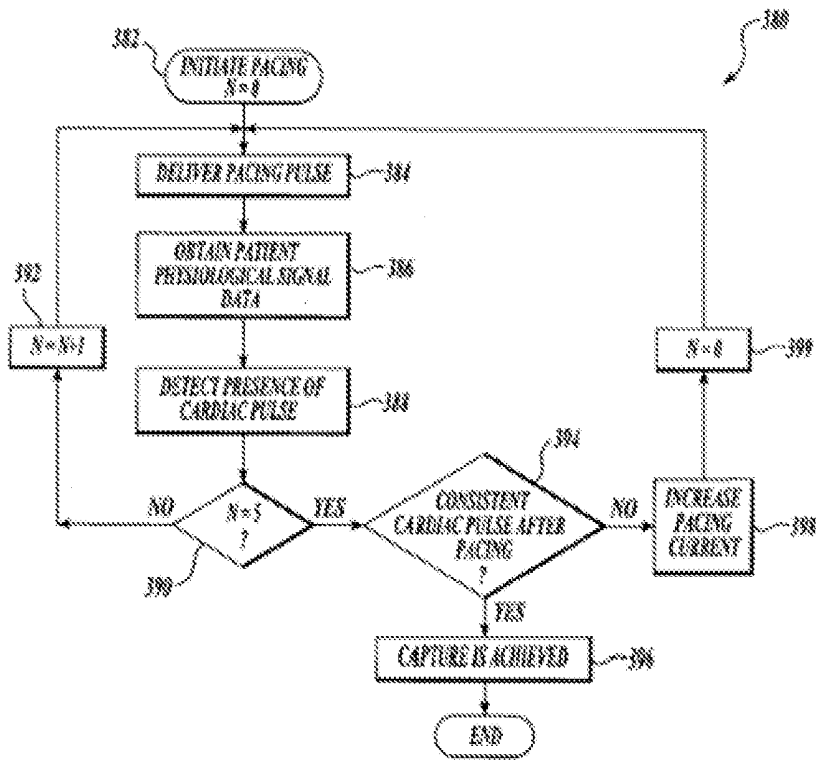 380
382
INITIATE PACING
N = 0
DELIVER PACING PULSE
384
OBTAIN PATIENT
PHYSIOLOGICAL SIGNAL
DATA
386
392
N = N+1
N = 0
399
DETECT PRESENCE OF
CARDIAC PULSE
388
394
NO
N = 5
?
YES
390
CONSISTENT
CARDIAC PULSE AFTER
PACING
?
NO
INCREASE
PACING
CURRENT
398
YES
CAPTURE IS ACHIEVED
396
END